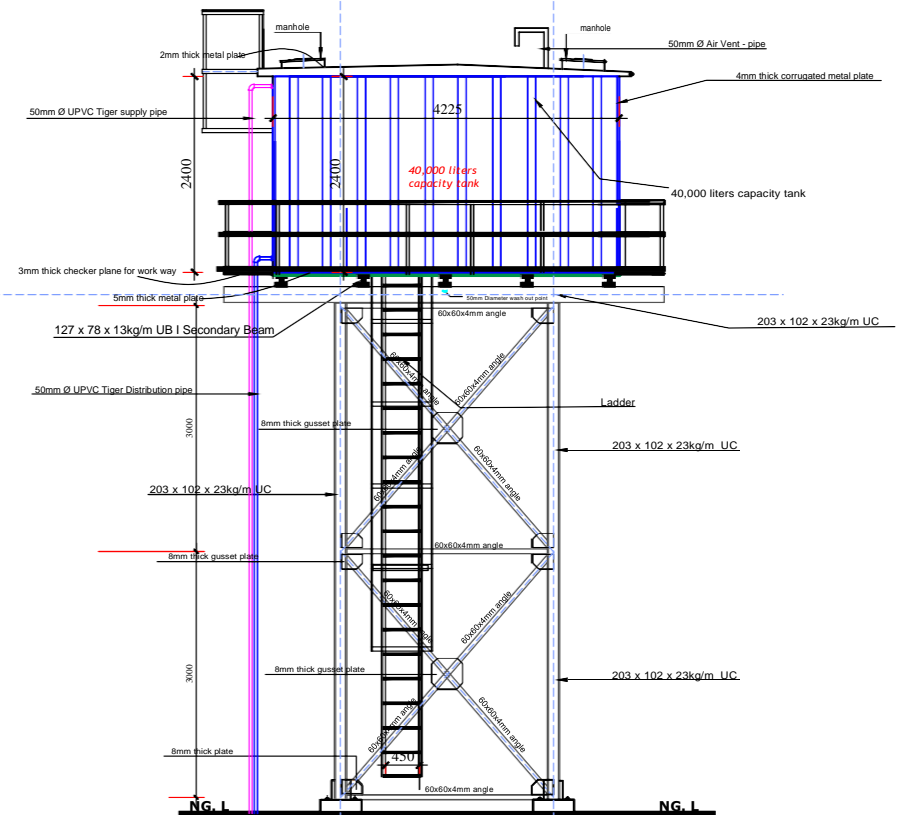 manhole
manhole
50mm Ø Air Vent - pipe
2mm thick metal plate
4mm thick corrugated metal plate
50mm Ø UPVC Tiger supply pipe
4225
2400
2400
40,000 liters
capacity tank
40,000 liters capacity tank
3mm thick checker plane for work way
5mm thick metal plate
50mm Diameter wash out point
60x60x4mm angle
127 x 78 x 13kg/m UB I Secondary Beam
203 x 102 x 23kg/m UC
60x60x4mm angle
60x60x4mm angle
50mm Ø UPVC Tiger Distribution pipe
Ladder
3000
8mm thick gusset plate
203 x 102 x 23kg/m UC
60x60x4mm angle
60x60x4mm angle
203 x 102 x 23kg/m UC
60x60x4mm angle
8mm thick gusset plate
60x60x4mm angle
60x60x4mm angle
3000
8mm thick gusset plate
203 x 102 x 23kg/m UC
60x60x4mm angle
60x60x4mm angle
8mm thick plate
450
60x60x4mm angle
NG. L
NG. L